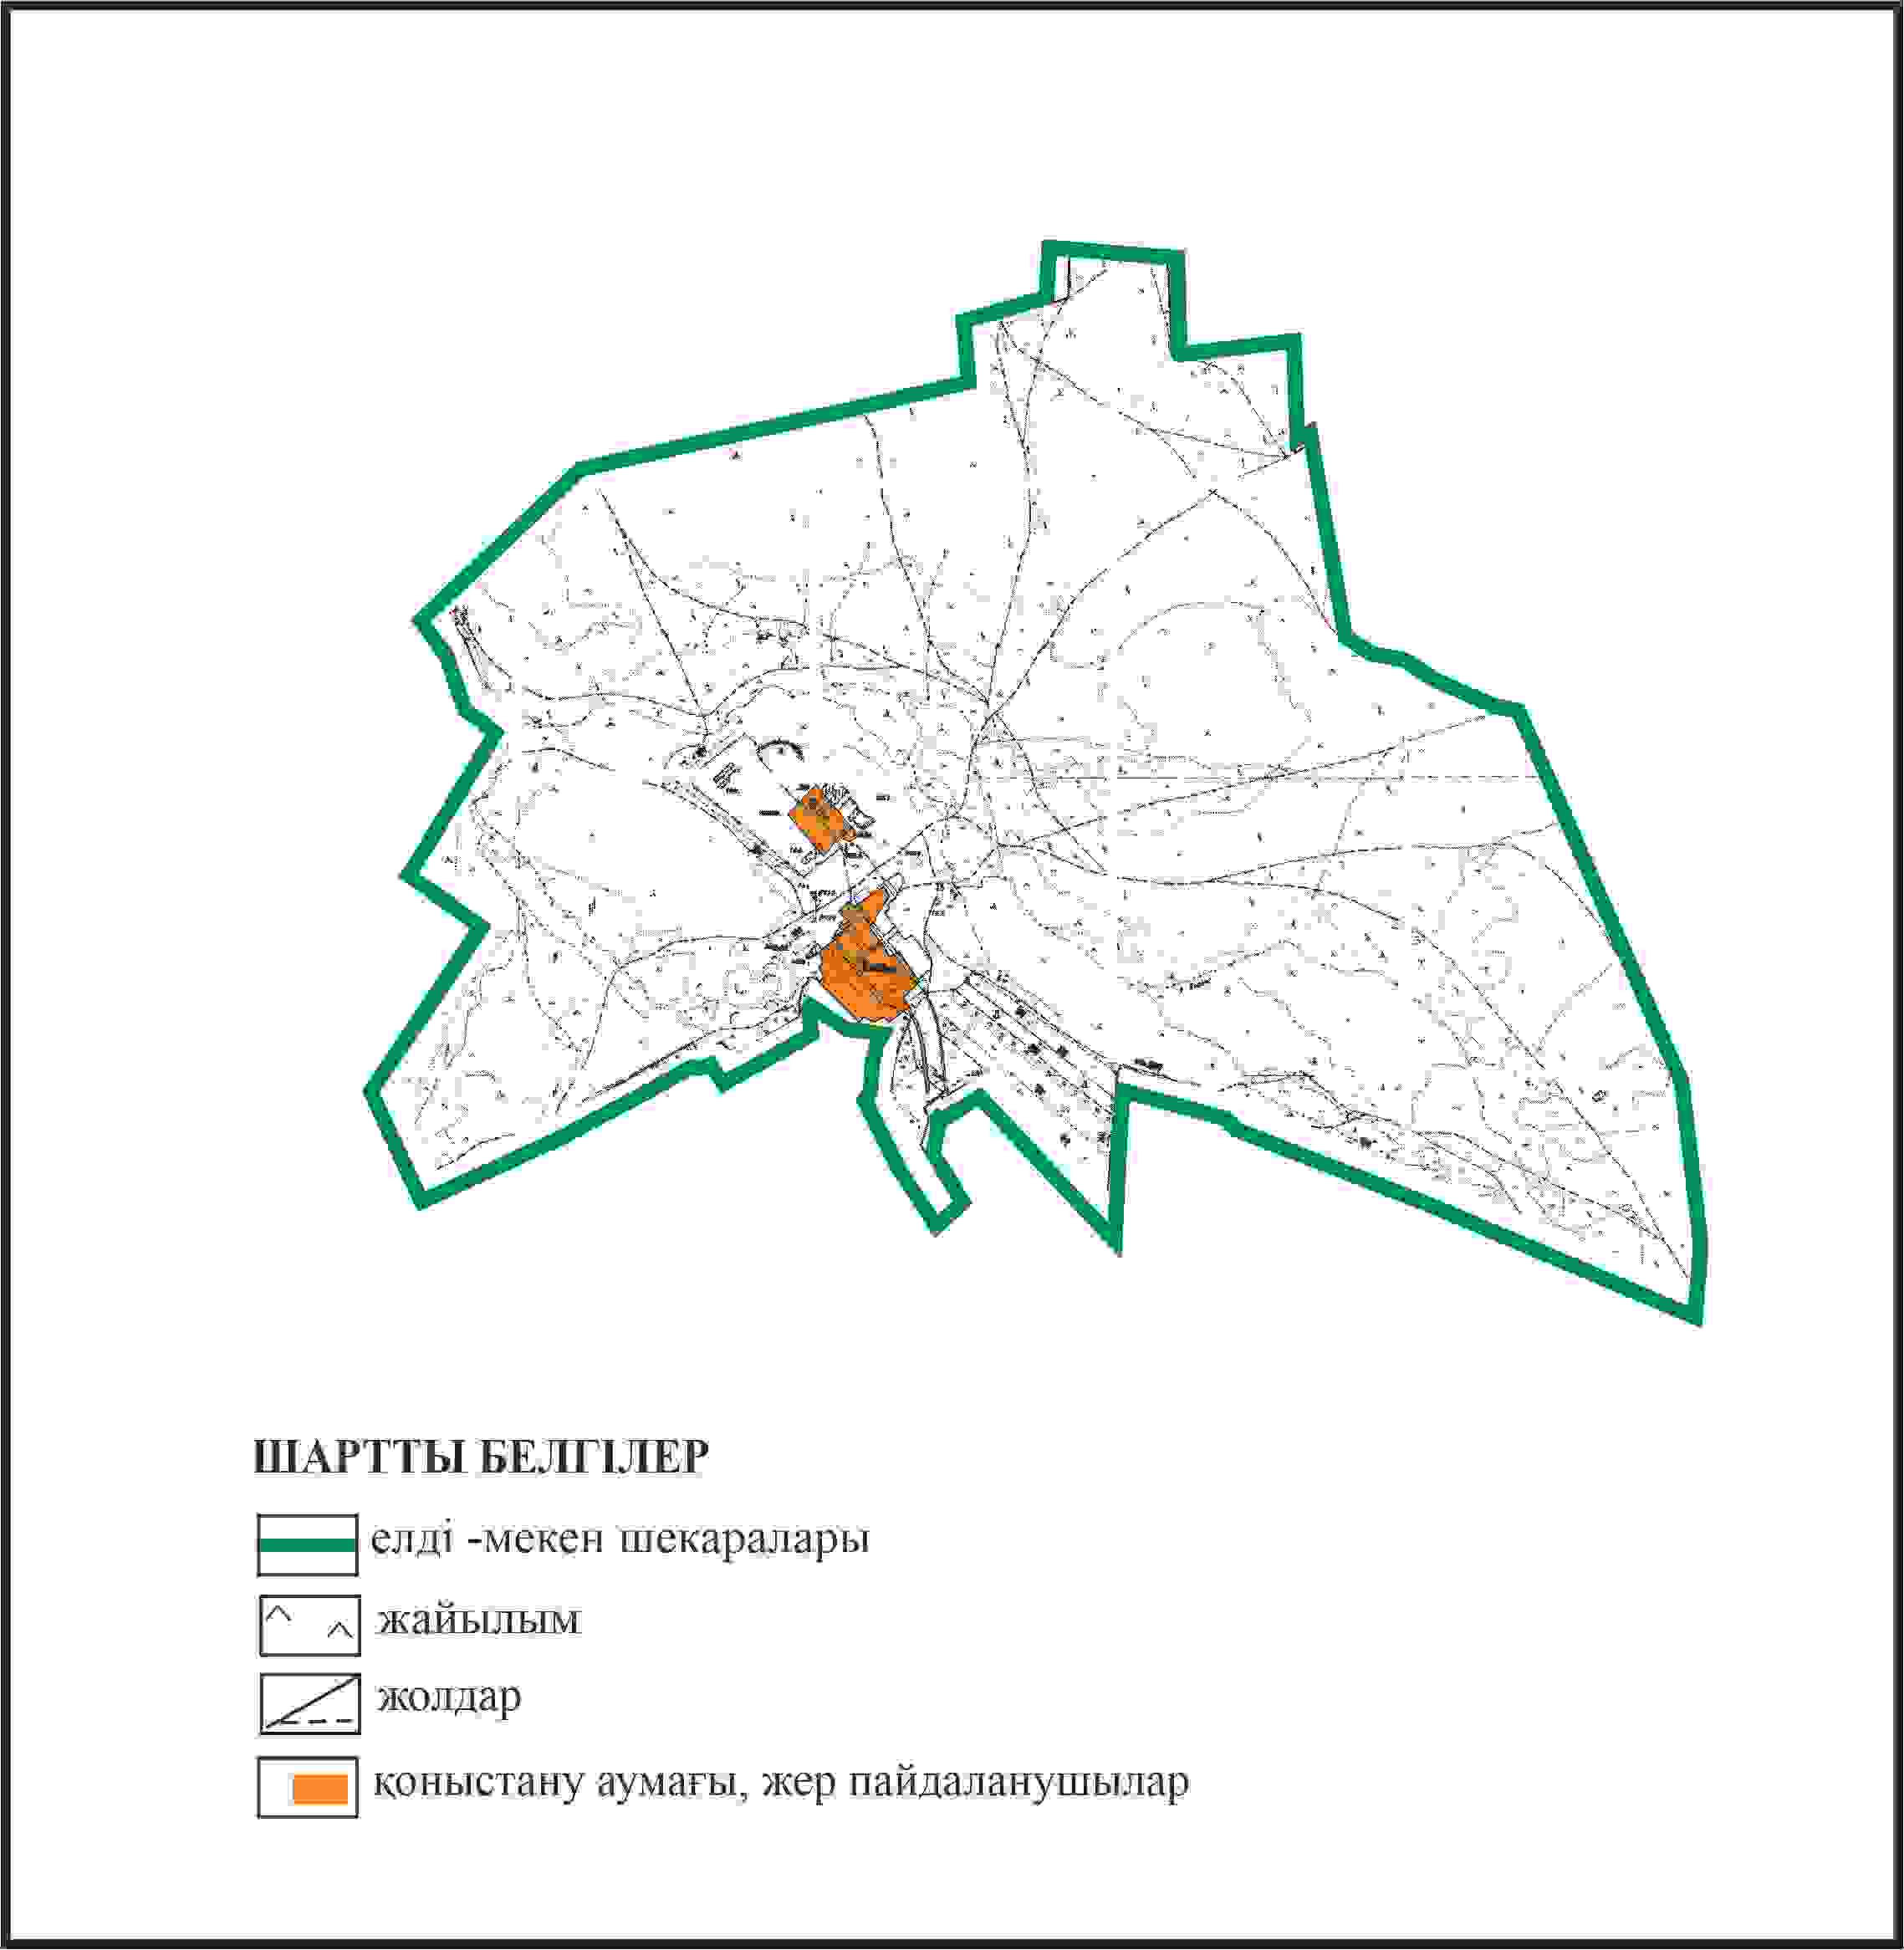 ШАРТТЫ БЕЛГІЛЕР
елді -мекен шекаралары
жайылым
жолдар
қоныстану аумағы, жер пайдаланушылар